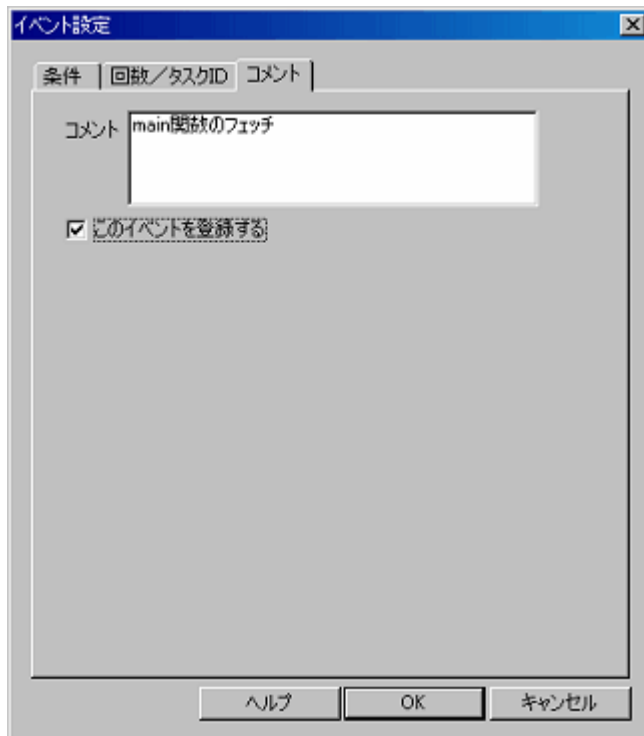 イベント設定
条件 回数／タスクID コメント
コメント main関数のフェッチ
このイベントを登録する
ヘルプ OK キャンセル